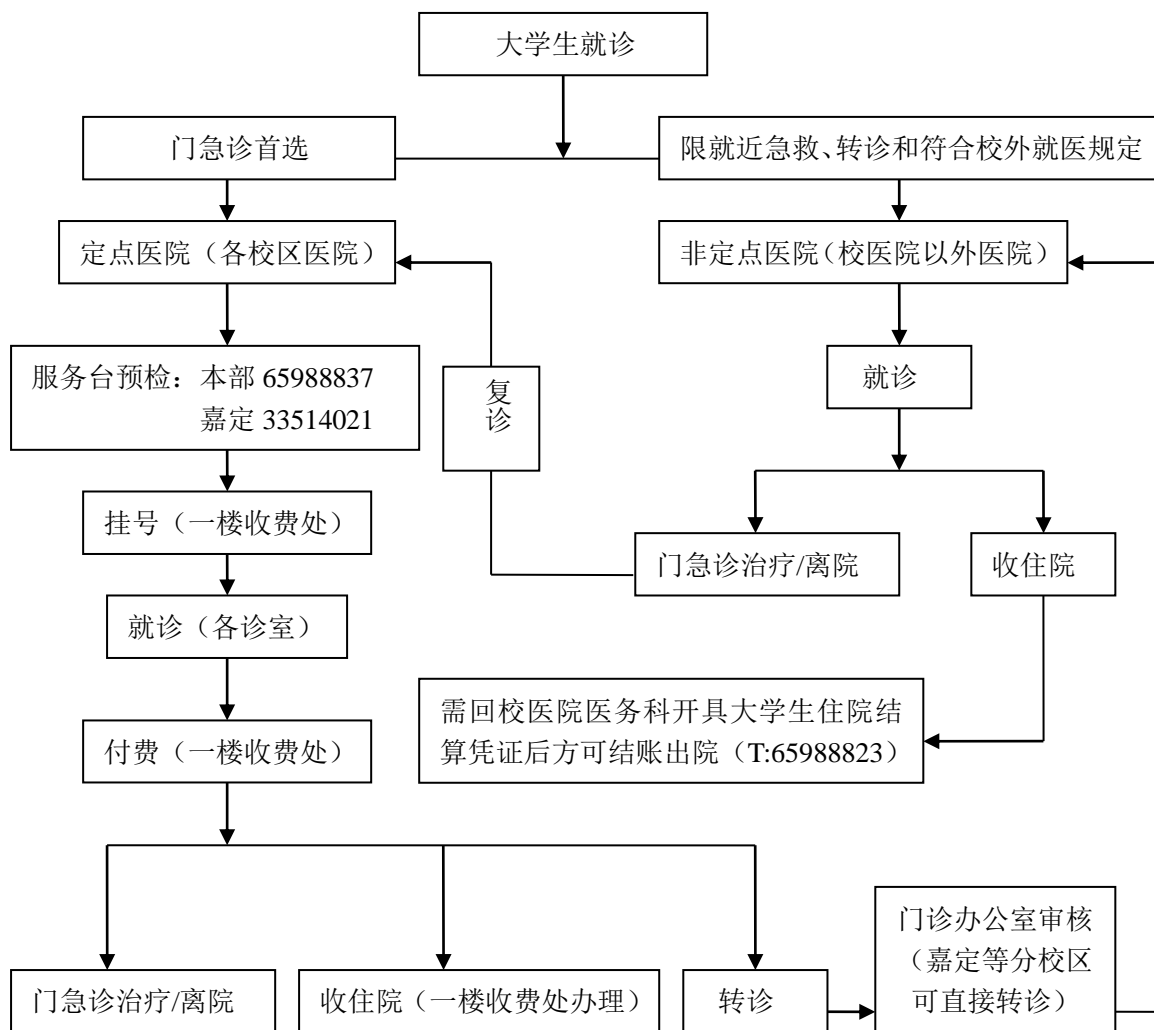 大学生就诊
门急诊首选
限就近急救、转诊和符合校外就医规定
定点医院（各校区医院）
非定点医院（校医院以外医院）
服务台预检：本部 65988837
嘉定 33514021
复
诊
就诊
挂号（一楼收费处）
门急诊治疗/离院
收住院
就诊（各诊室）
需回校医院医务科开具大学生住院结
算凭证后方可结账出院（T:65988823）
付费（一楼收费处）
门急诊治疗/离院
收住院（一楼收费处办理）
转诊
门诊办公室审核
（嘉定等分校区
可直接转诊）